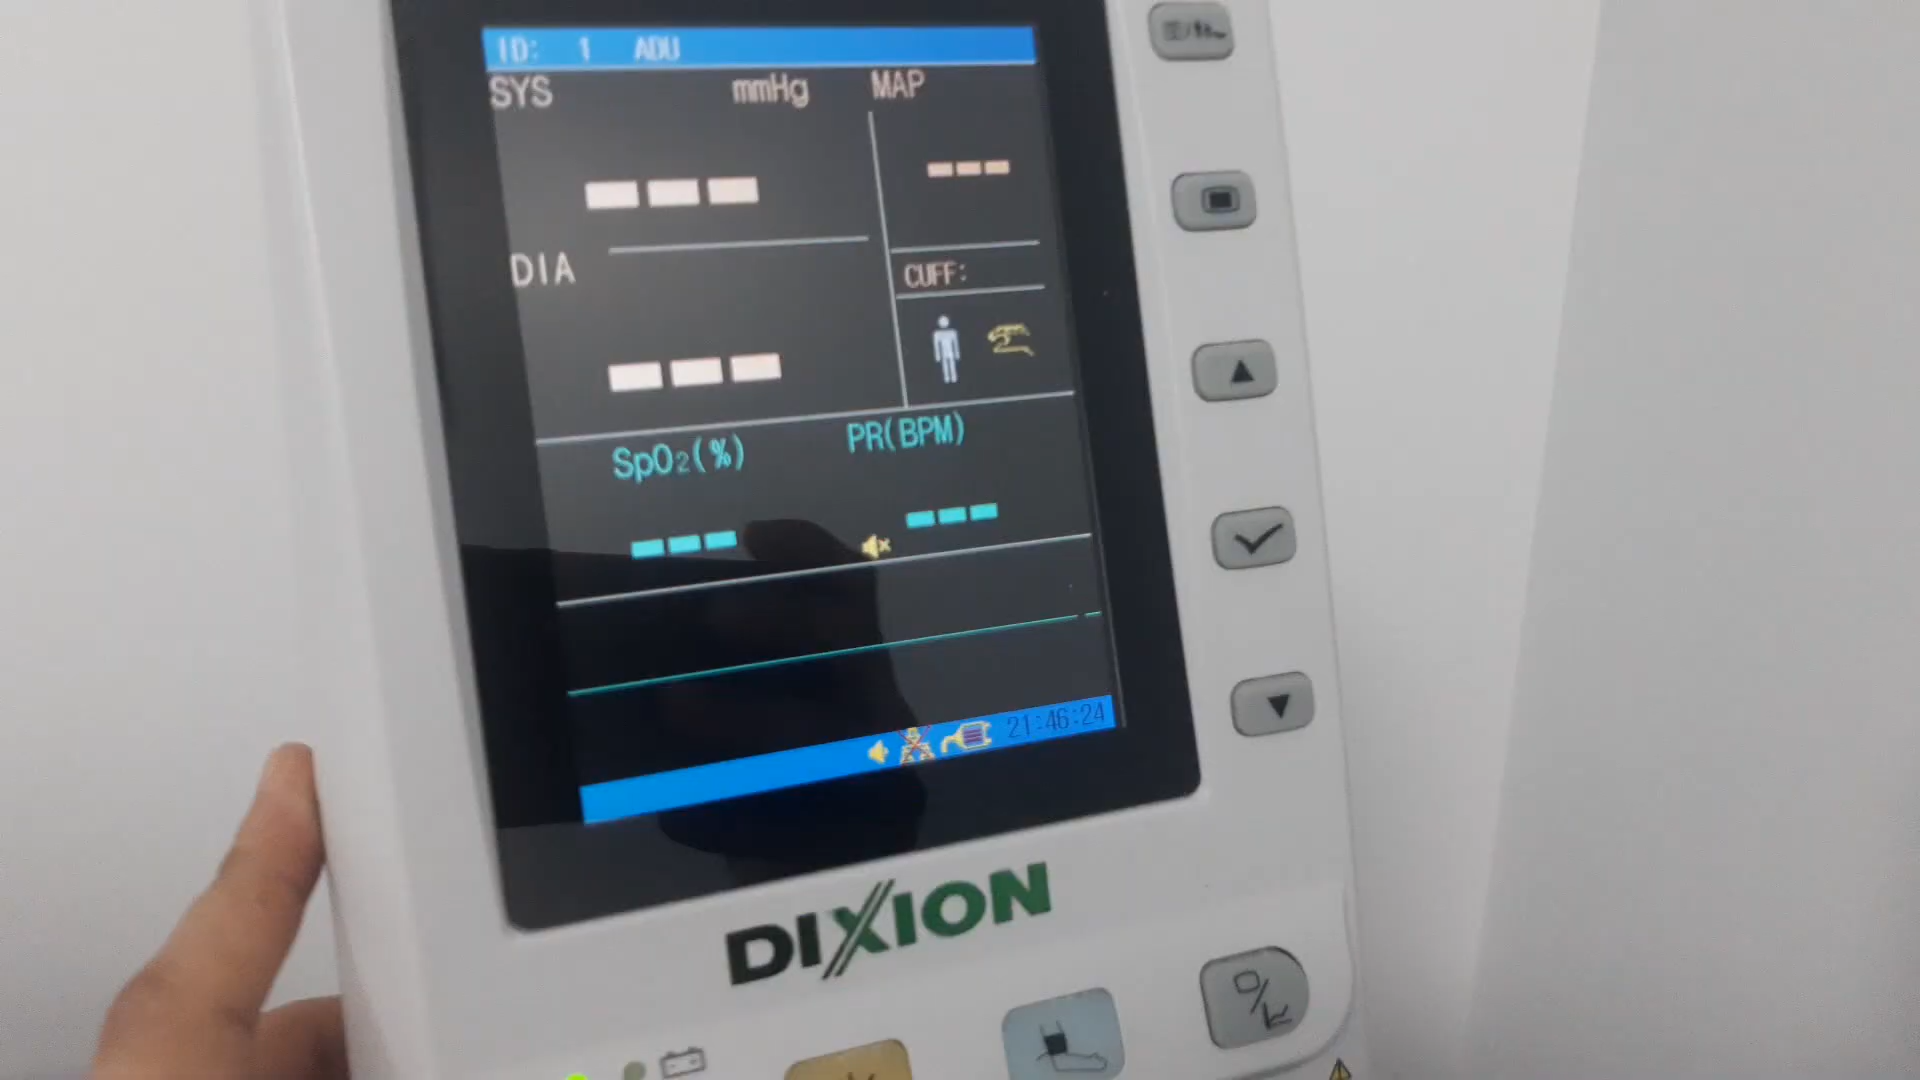 ID: 1 ADU
SYS mmHg MAP
--- ---
DIA CUFF:
---
SpO₂(%) PR(BPM)
--- ---
21:46:24
DIXION